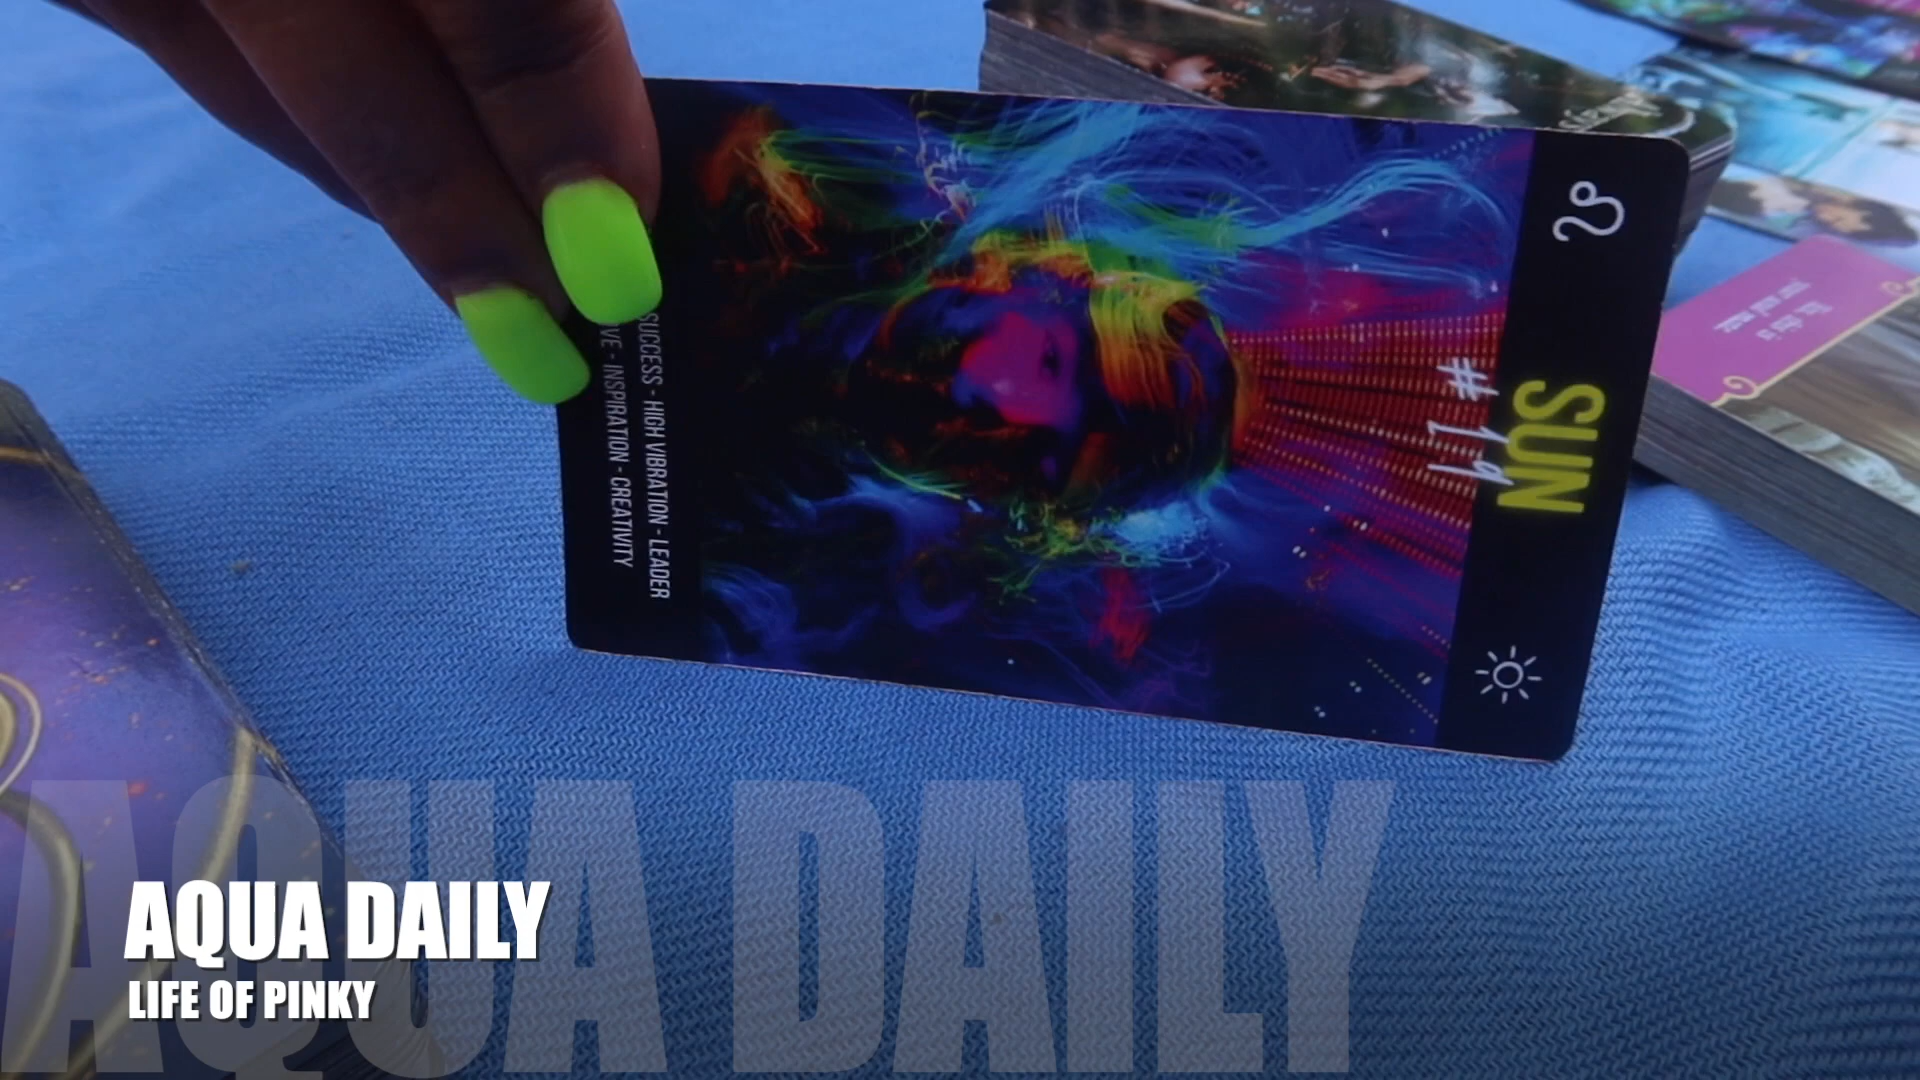 SUN
#19
SUCCESS - HIGH VIBRATION - LEADER
VE - INSPIRATION - CREATIVITY
AQUA DAILY
AQUA DAILY
LIFE OF PINKY